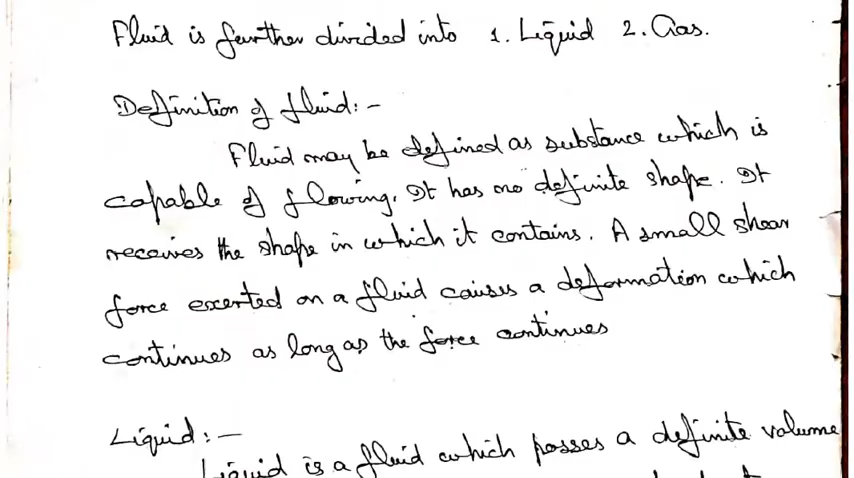 Fluid is further divided into 1. Liquid 2. Gas.
Definition of fluid:-
Fluid may be defined as substance which is
capable of flowing. It has no definite shape. It
receives the shape in which it contains. A small shear
force exerted on a fluid causes a deformation which
continues as long as the force continues
Liquid:-
Liquid is a fluid which posses a definite volume